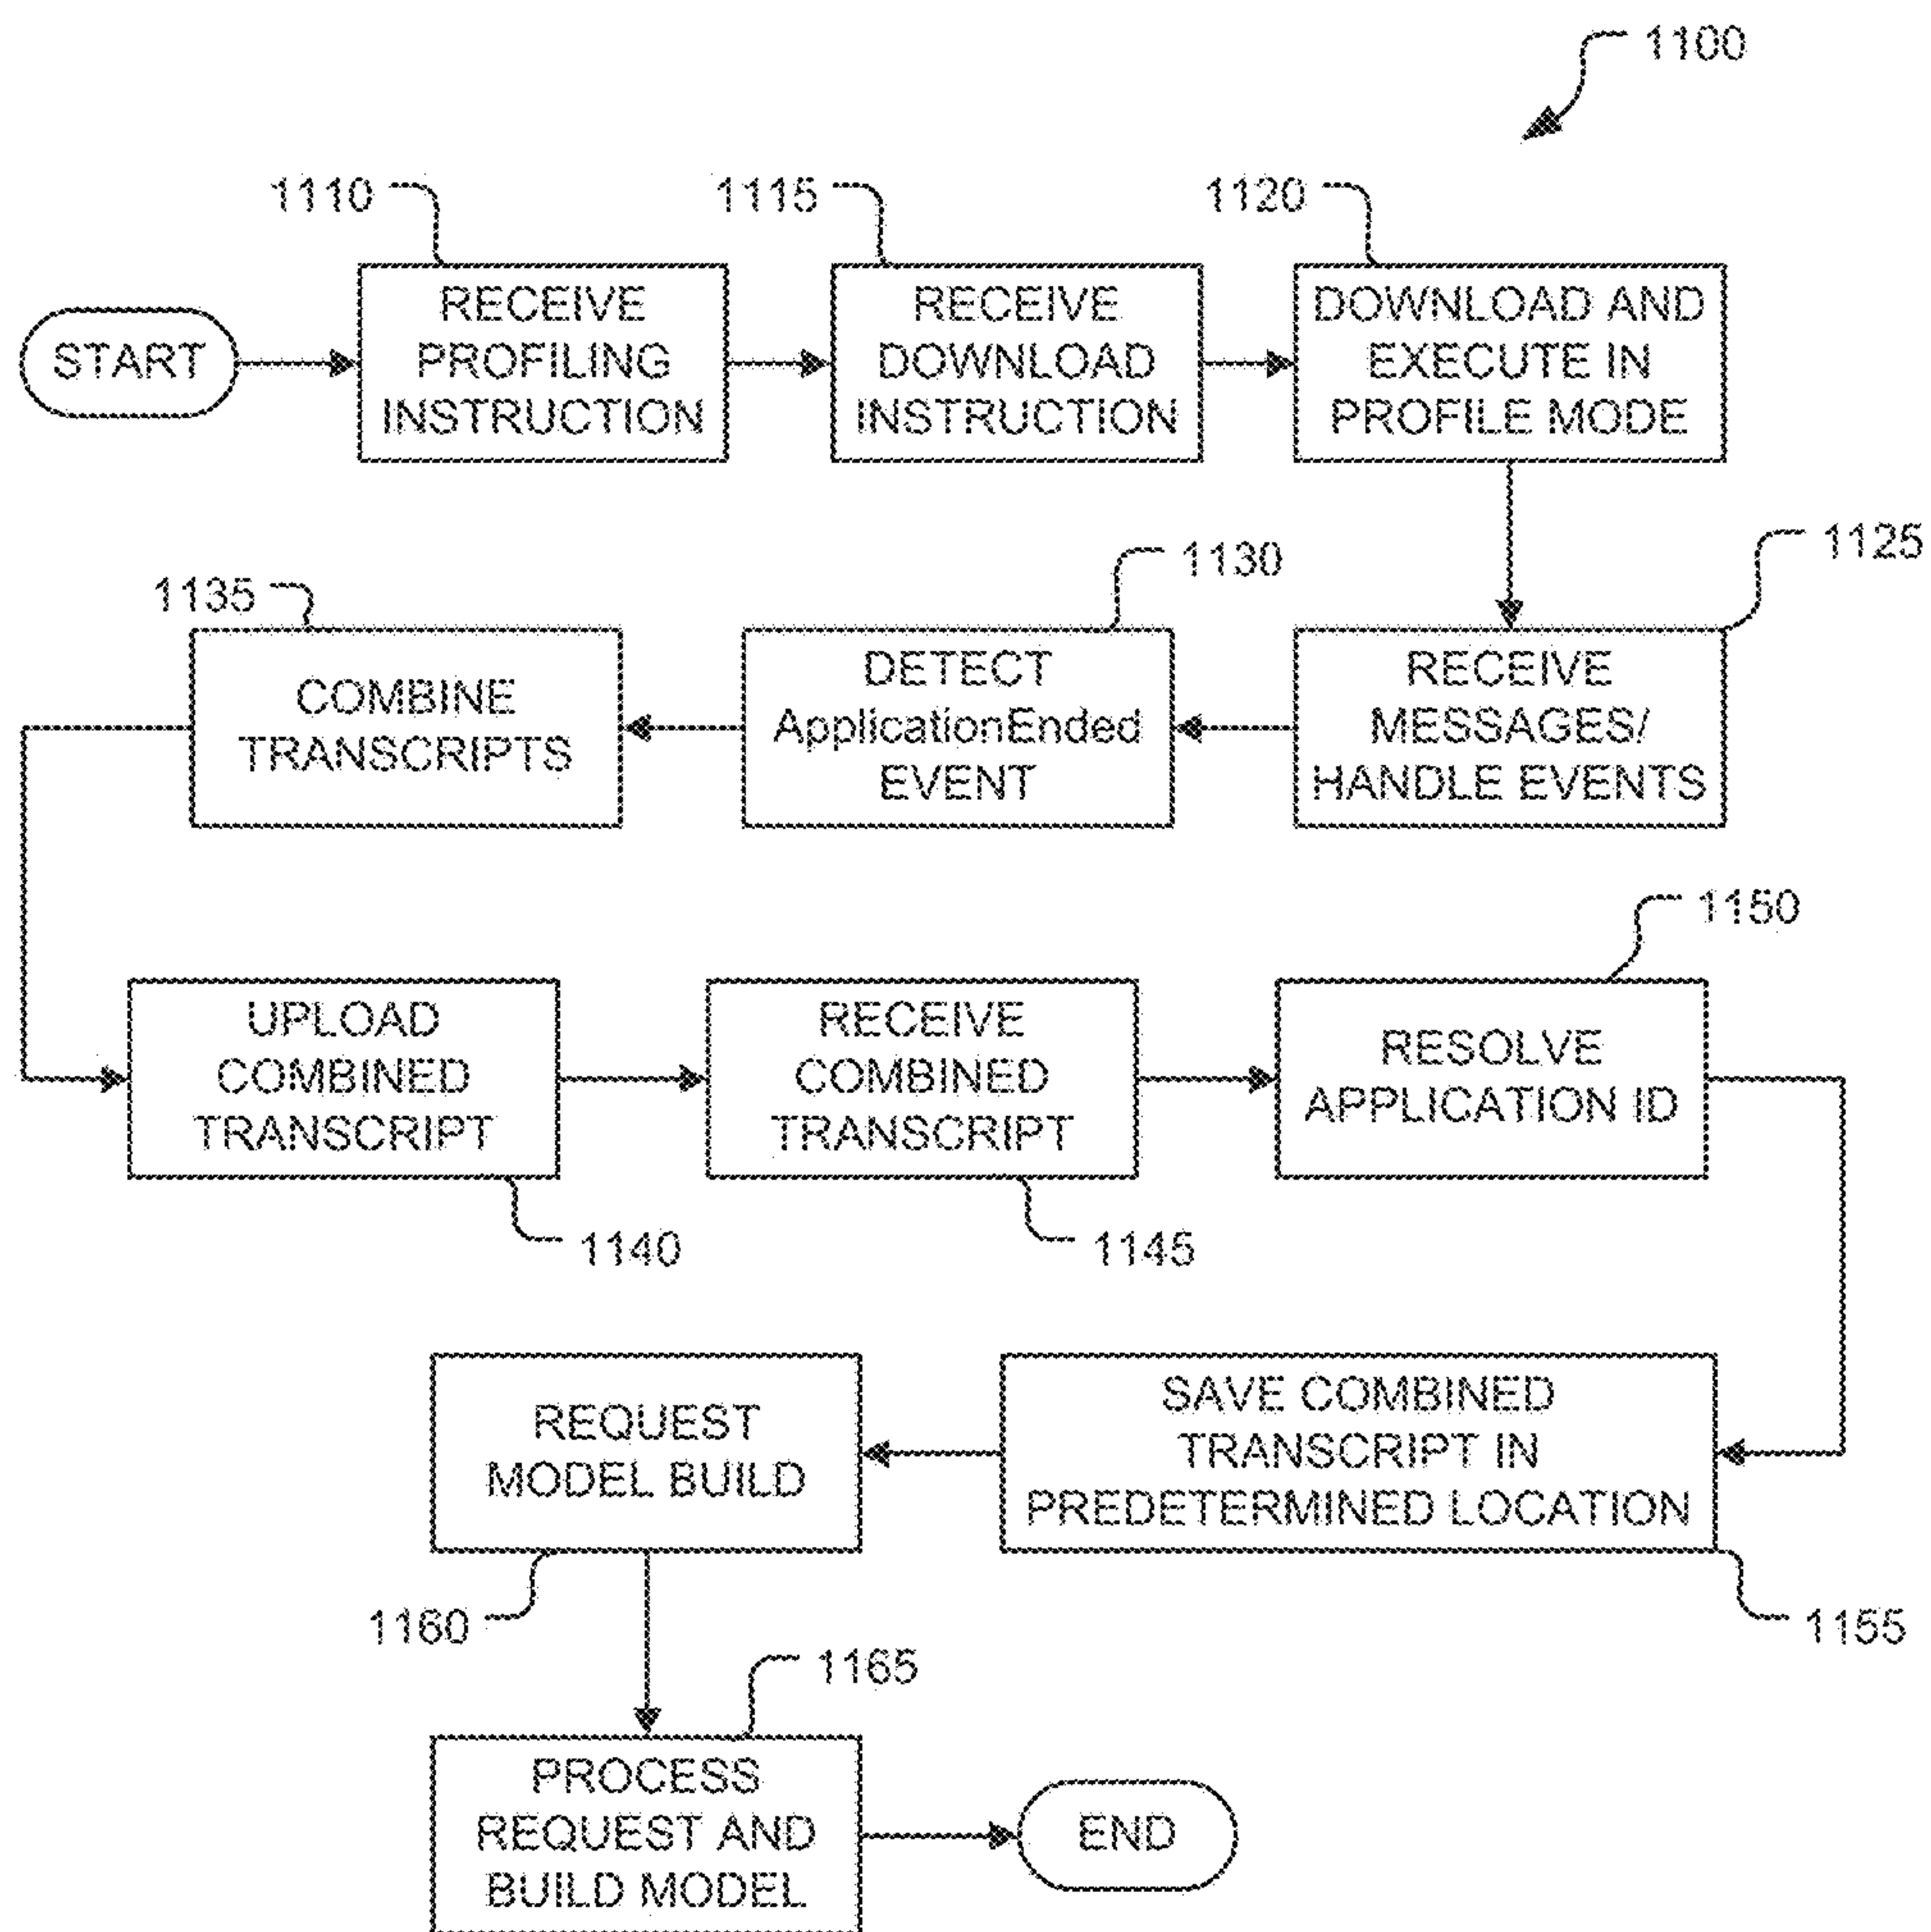 1100
1110
1115
1120
START
RECEIVE
PROFILING
INSTRUCTION
RECEIVE
DOWNLOAD
INSTRUCTION
DOWNLOAD AND
EXECUTE IN
PROFILE MODE
1125
1130
1135
RECEIVE
MESSAGES/
HANDLE EVENTS
DETECT
ApplicationEnded
EVENT
COMBINE
TRANSCRIPTS
1150
UPLOAD
COMBINED
TRANSCRIPT
RECEIVE
COMBINED
TRANSCRIPT
RESOLVE
APPLICATION ID
1140
1145
SAVE COMBINED
TRANSCRIPT IN
PREDETERMINED LOCATION
REQUEST
MODEL BUILD
1155
1160
1165
PROCESS
REQUEST AND
BUILD MODEL
END